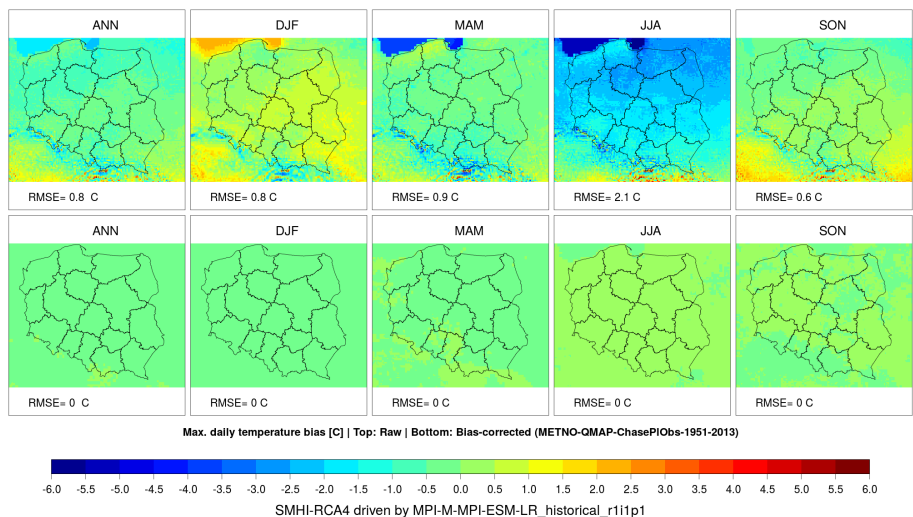 ANN DJF MAM JJA SON
RMSE= 0.8 C RMSE= 0.8 C RMSE= 0.9 C RMSE= 2.1 C RMSE= 0.6 C
ANN DJF MAM JJA SON
RMSE= 0 C RMSE= 0 C RMSE= 0 C RMSE= 0 C RMSE= 0 C
Max. daily temperature bias [C] | Top: Raw | Bottom: Bias-corrected (METNO-QMAP-ChasePlObs-1951-2013)
-6.0 -5.5 -5.0 -4.5 -4.0 -3.5 -3.0 -2.5 -2.0 -1.5 -1.0 -0.5 0.0 0.5 1.0 1.5 2.0 2.5 3.0 3.5 4.0 4.5 5.0 5.5 6.0
SMHI-RCA4 driven by MPI-M-MPI-ESM-LR_historical_r1i1p1